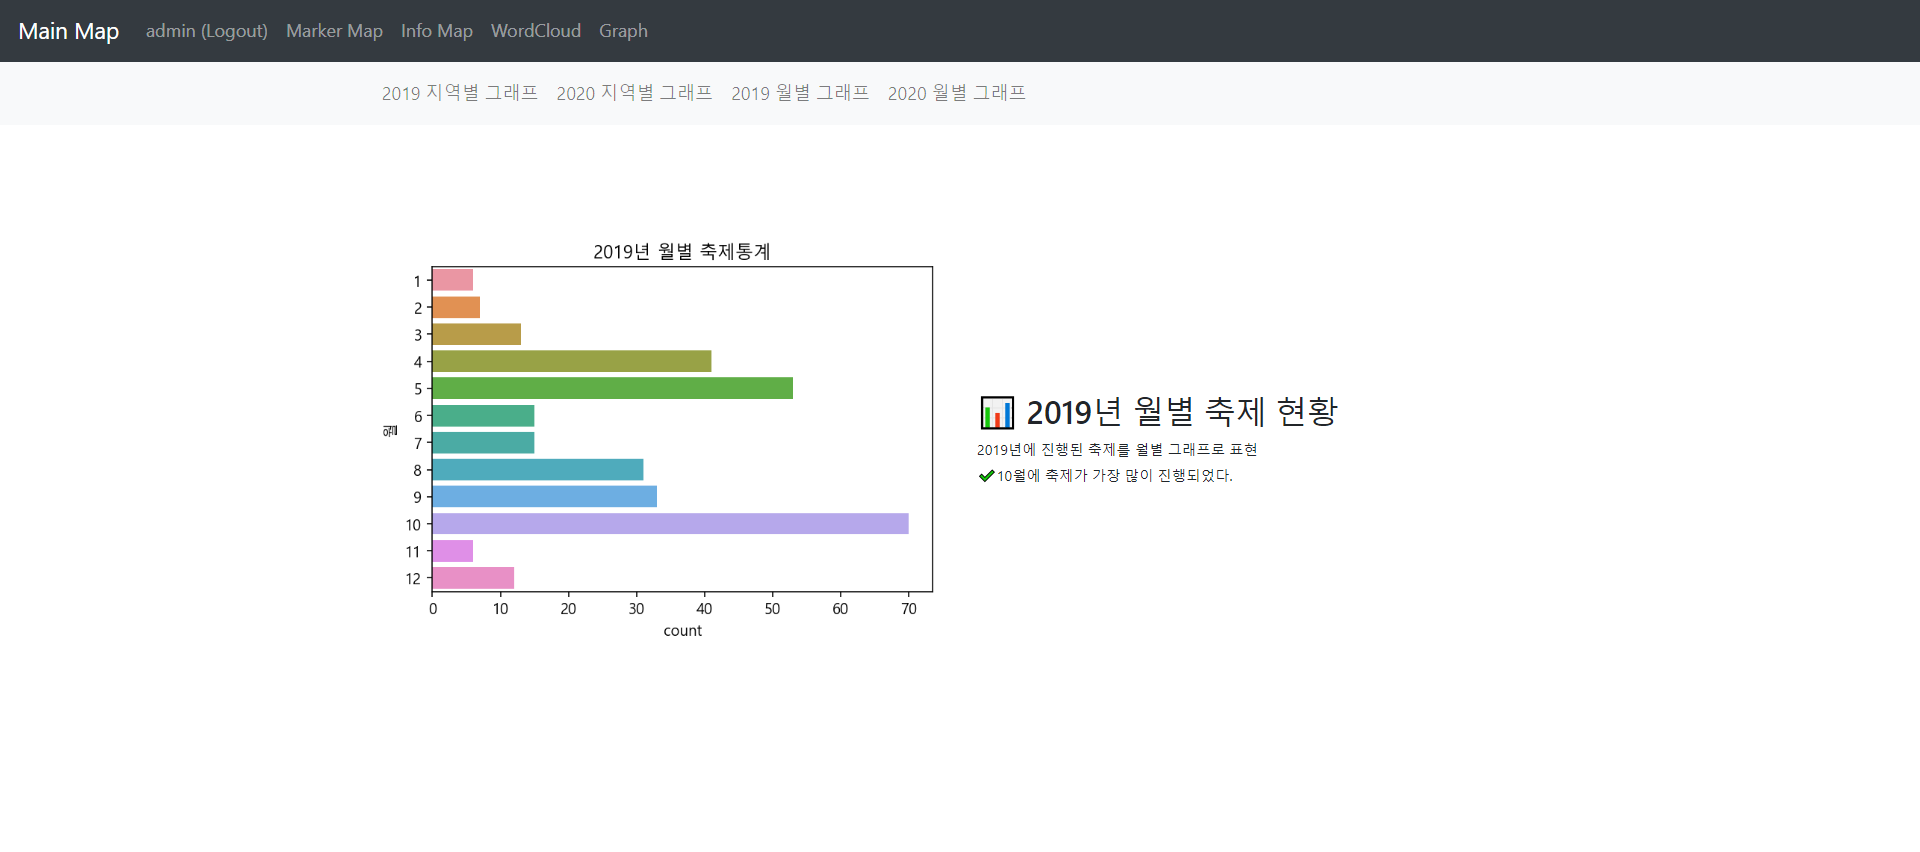 Main Map admin (Logout) Marker Map Info Map WordCloud Graph
2019 지역별 그래프 2020 지역별 그래프 2019 월별 그래프 2020 월별 그래프
2019년 월별 축제통계
1
2
3
4
5
6
7
8
9
10
11
12
월
0 10 20 30 40 50 60 70
count
2019년 월별 축제 현황
2019년에 진행된 축제를 월별 그래프로 표현
10월에 축제가 가장 많이 진행되었다.